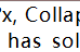 'x, Collap
has sol